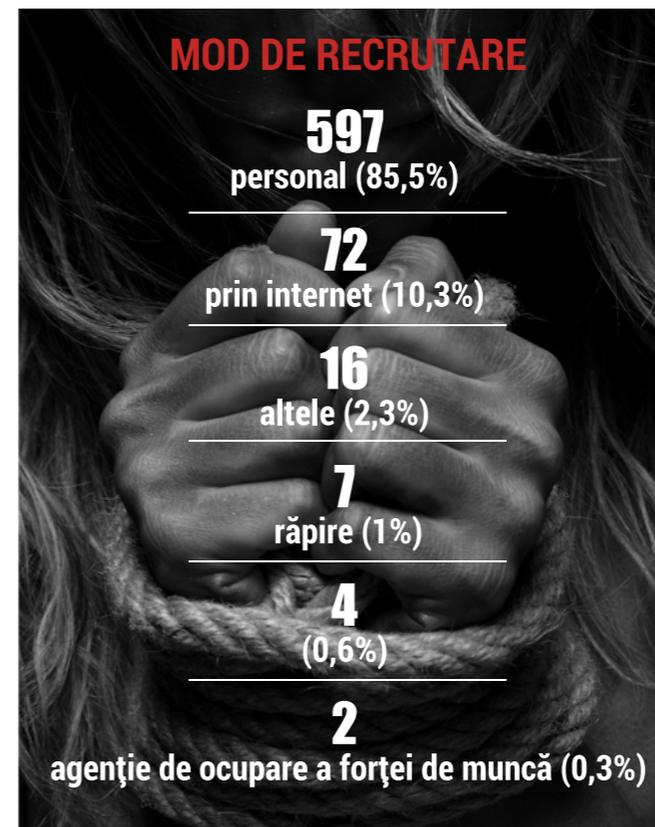 MOD DE RECRUTARE
597
personal (85,5%)
72
prin internet (10,3%)
16
altele (2,3%)
7
răpire (1%)
4
(0,6%)
2
agenţie de ocupare a forţei de muncă (0,3%)